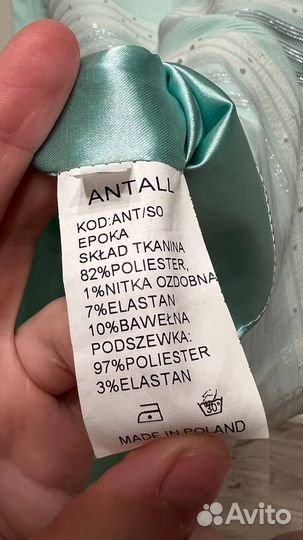 ANTALL
KOD:ANT/SO
EPOKA
SKŁAD TKANINA
82%POLIESTER,
1%NITKA OZDOBNA
7%ELASTAN
10%BAWEŁNA
PODSZEWKA:
97%POLIESTER
3%ELASTAN
30°
MADE IN POLAND
Avito